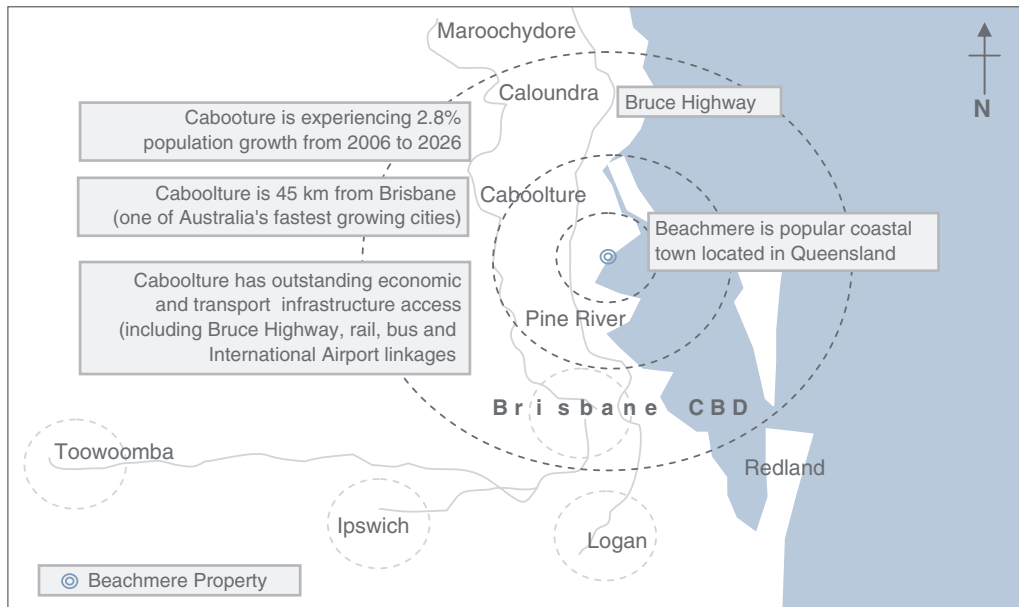 Maroochydore
N
Caloundra
Bruce Highway
Cabooture is experiencing 2.8%
population growth from 2006 to 2026
Caboolture is 45 km from Brisbane
(one of Australia's fastest growing cities)
Caboolture
Beachmere is popular coastal
town located in Queensland
Caboolture has outstanding economic
and transport infrastructure access
(including Bruce Highway, rail, bus and
International Airport linkages
Pine River
Brisbane CBD
Toowoomba
Redland
Ipswich
Logan
Beachmere Property